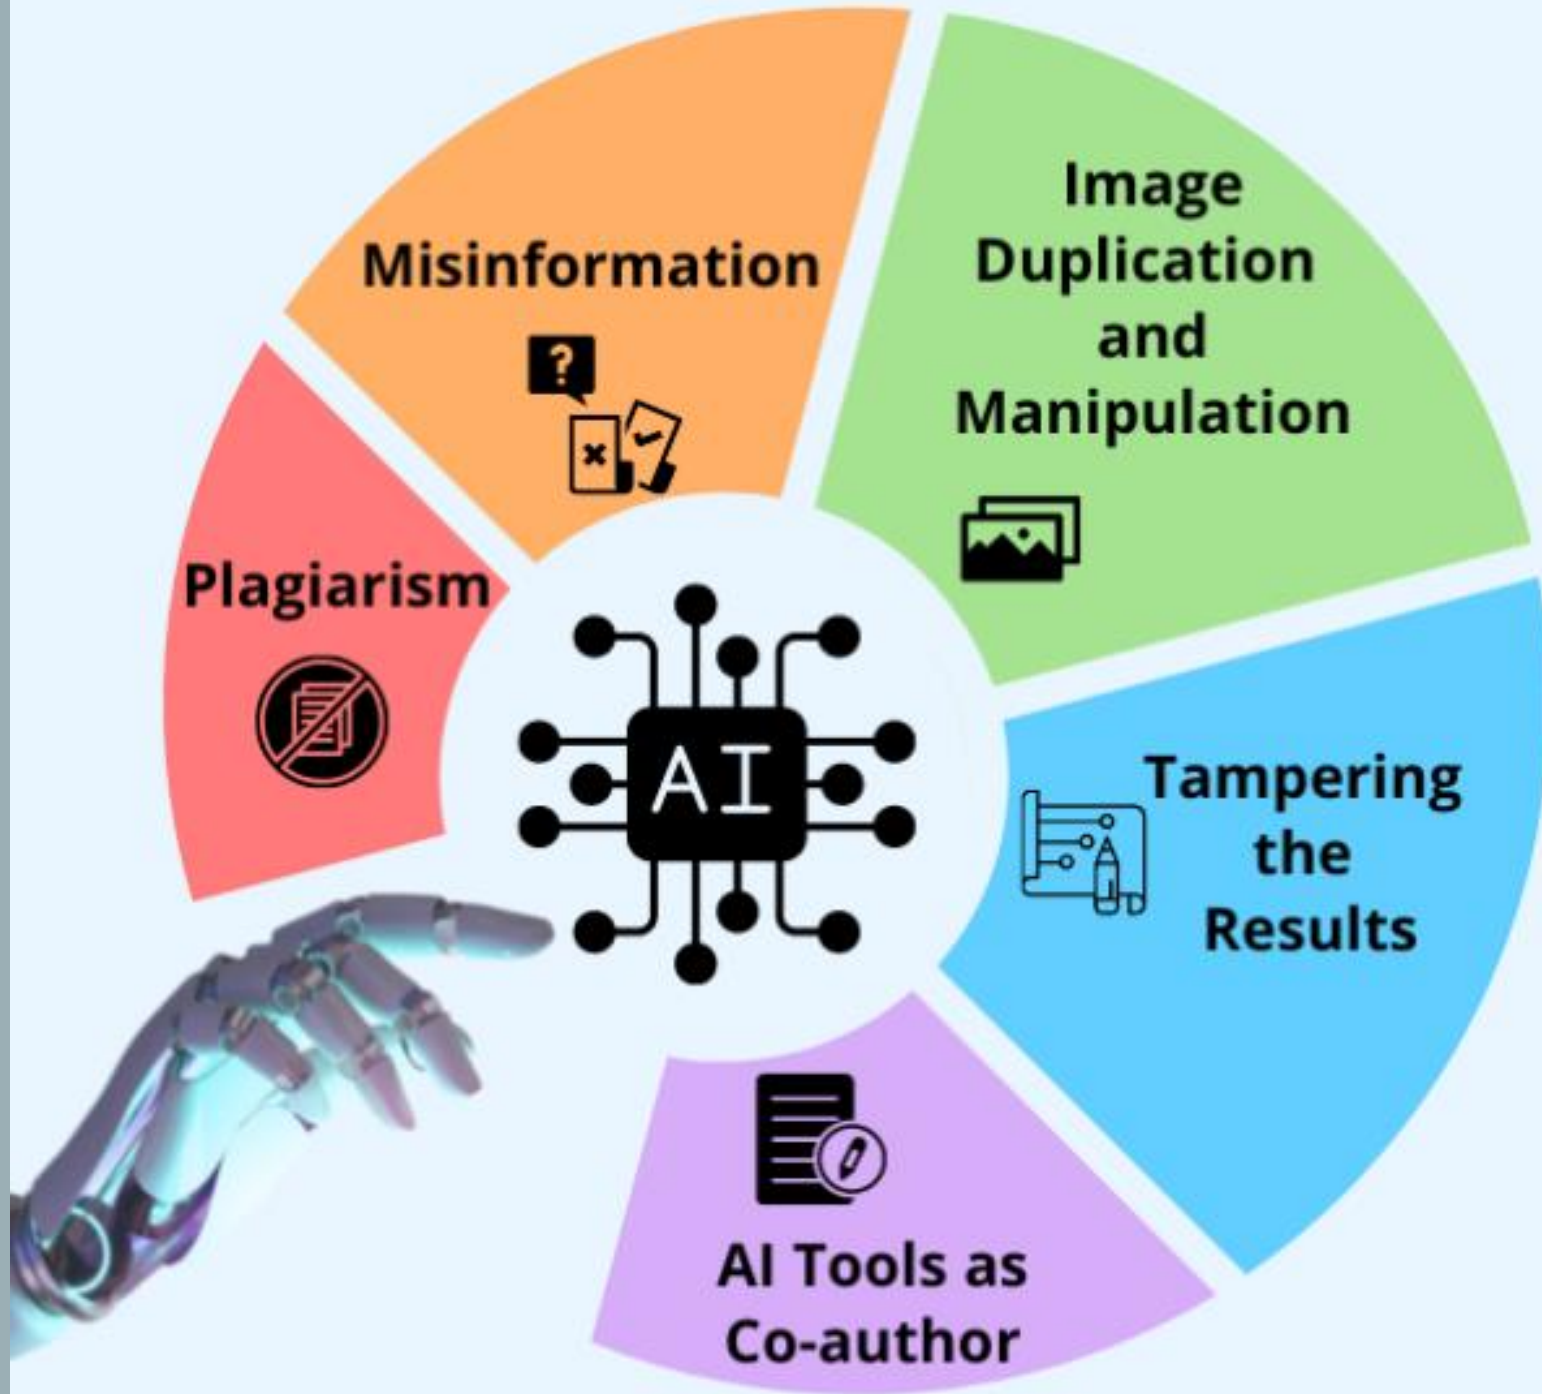 Misinformation
?
Image
Duplication
and
Manipulation
Plagiarism
AI
Tampering
the
Results
AI Tools as
Co-author